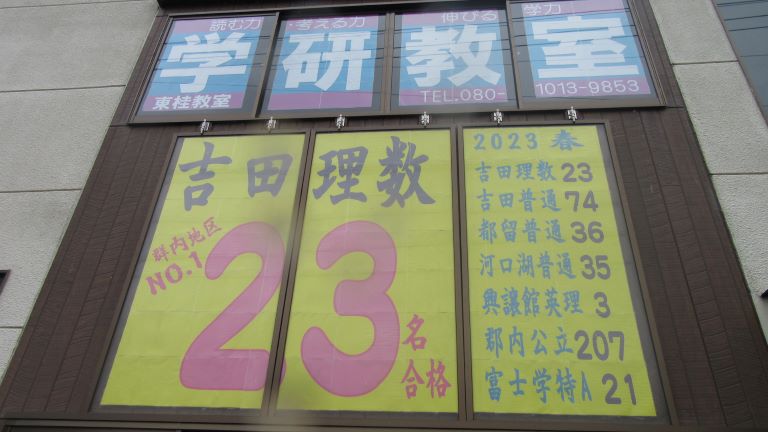 読む力 考える力 伸びる 学力
学研教室
東桂教室 TEL.080-1013-9853
吉田理数
群内地区
NO.1
23
名
合格
2023 春
吉田理数 23
吉田普通 74
都留普通 36
河口湖普通 35
興譲館英理 3
郡内公立 207
富士学特A 21